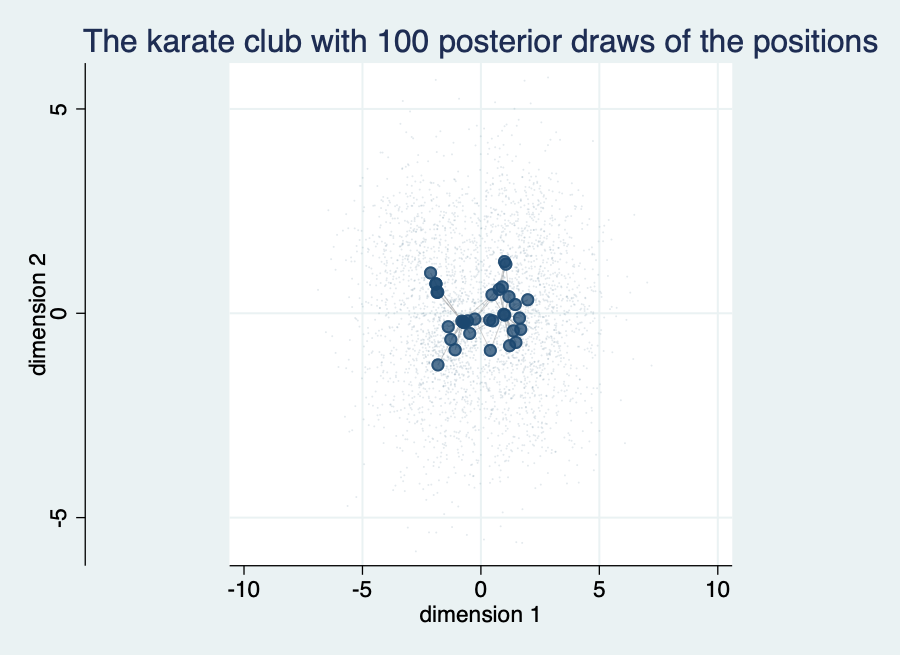 The karate club with 100 posterior draws of the positions
5
0
-5
dimension 2
-10 -5 0 5 10
dimension 1